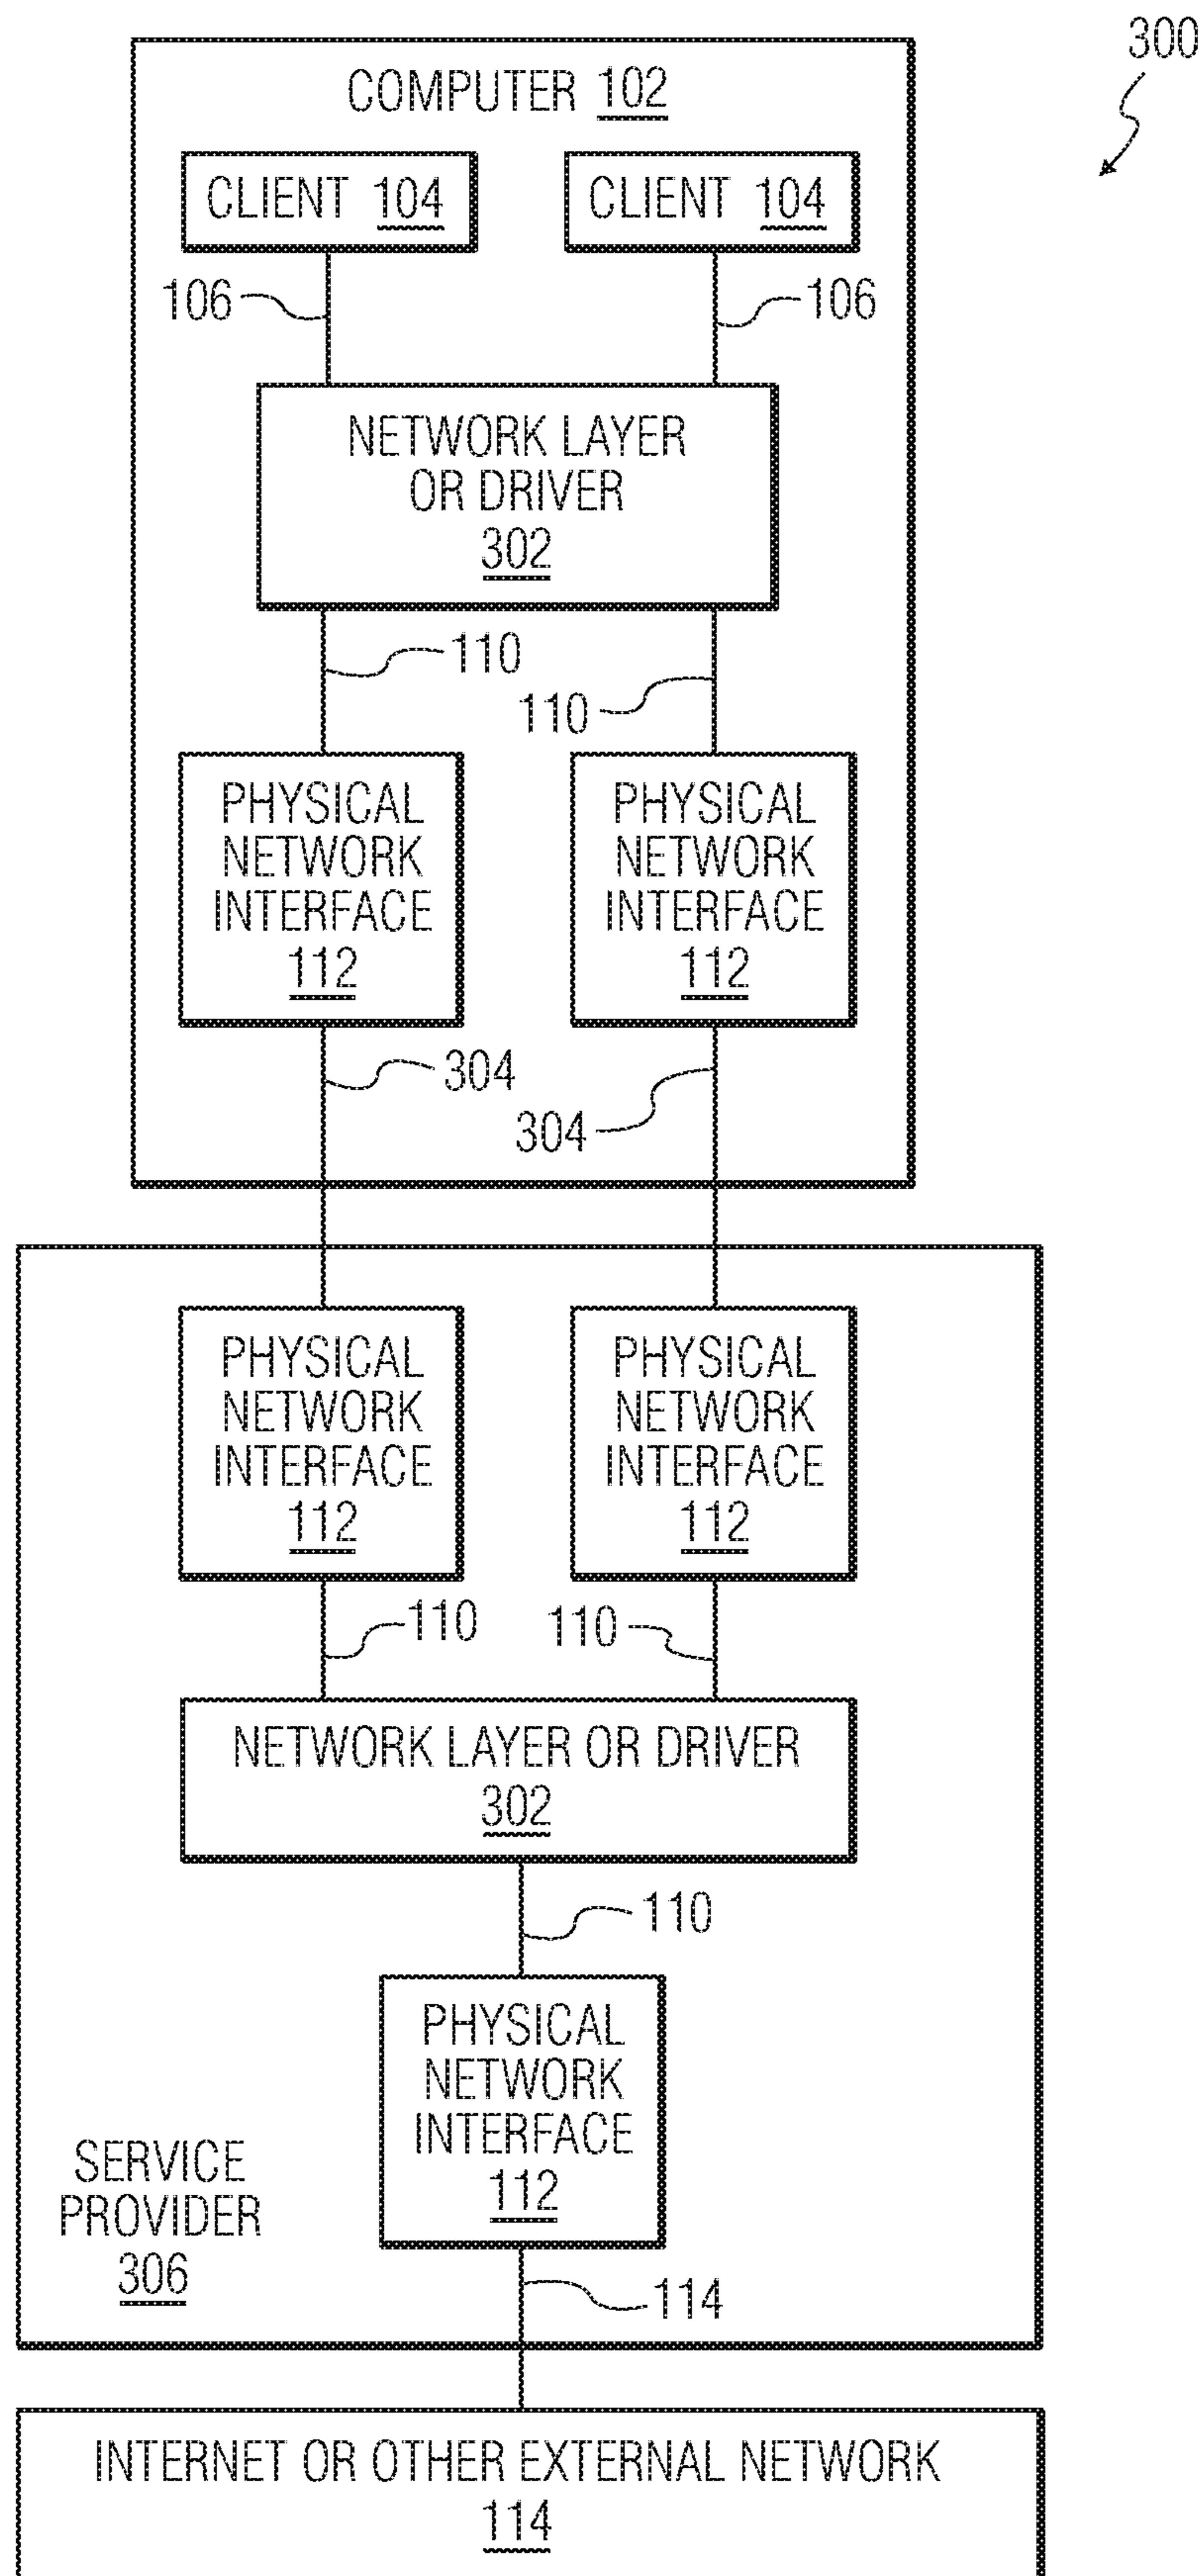 300
COMPUTER 102
CLIENT 104
CLIENT 104
106
106
NETWORK LAYER
OR DRIVER
302
110
110
PHYSICAL
NETWORK
INTERFACE
112
PHYSICAL
NETWORK
INTERFACE
112
304
304
PHYSICAL
NETWORK
INTERFACE
112
PHYSICAL
NETWORK
INTERFACE
112
110
110
NETWORK LAYER OR DRIVER
302
110
PHYSICAL
NETWORK
INTERFACE
112
SERVICE
PROVIDER
306
114
INTERNET OR OTHER EXTERNAL NETWORK
114